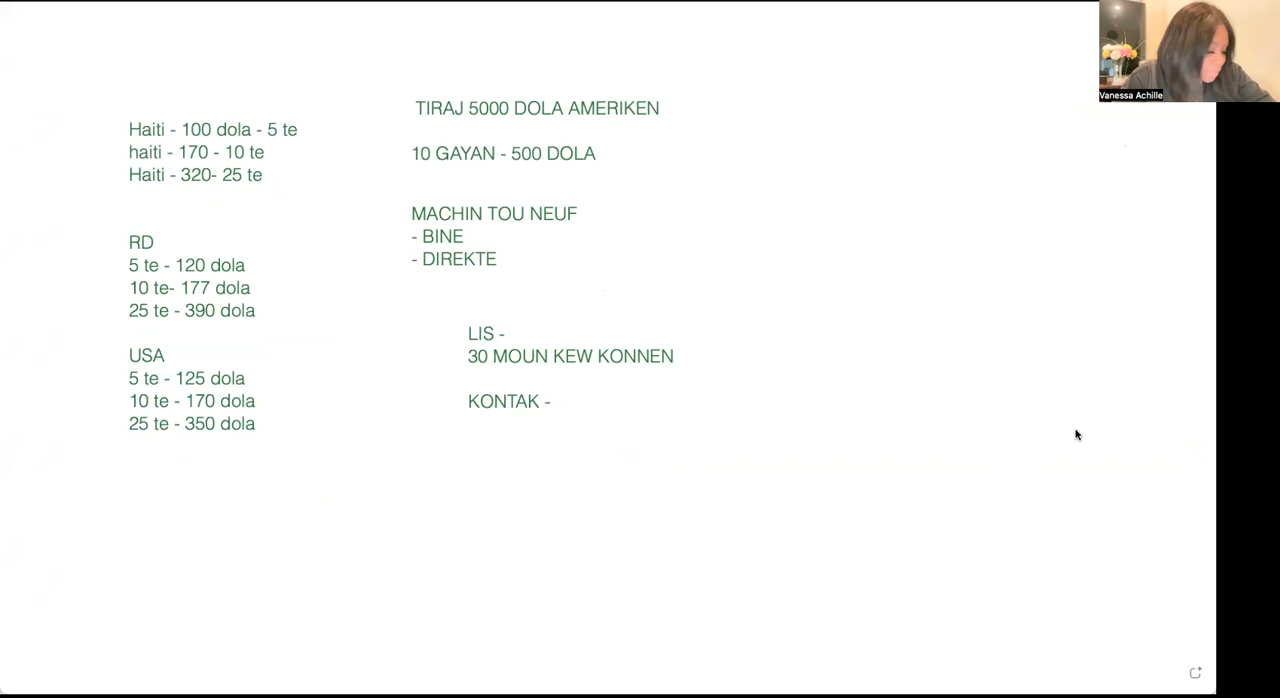 Vanessa Achille
Haiti - 100 dola - 5 te
haiti - 170 - 10 te
Haiti - 320- 25 te
RD
5 te - 120 dola
10 te- 177 dola
25 te - 390 dola
USA
5 te - 125 dola
10 te - 170 dola
25 te - 350 dola
TIRAJ 5000 DOLA AMERIKEN
10 GAYAN - 500 DOLA
MACHIN TOU NEUF
- BINE
- DIREKTE
LIS -
30 MOUN KEW KONNEN
KONTAK -